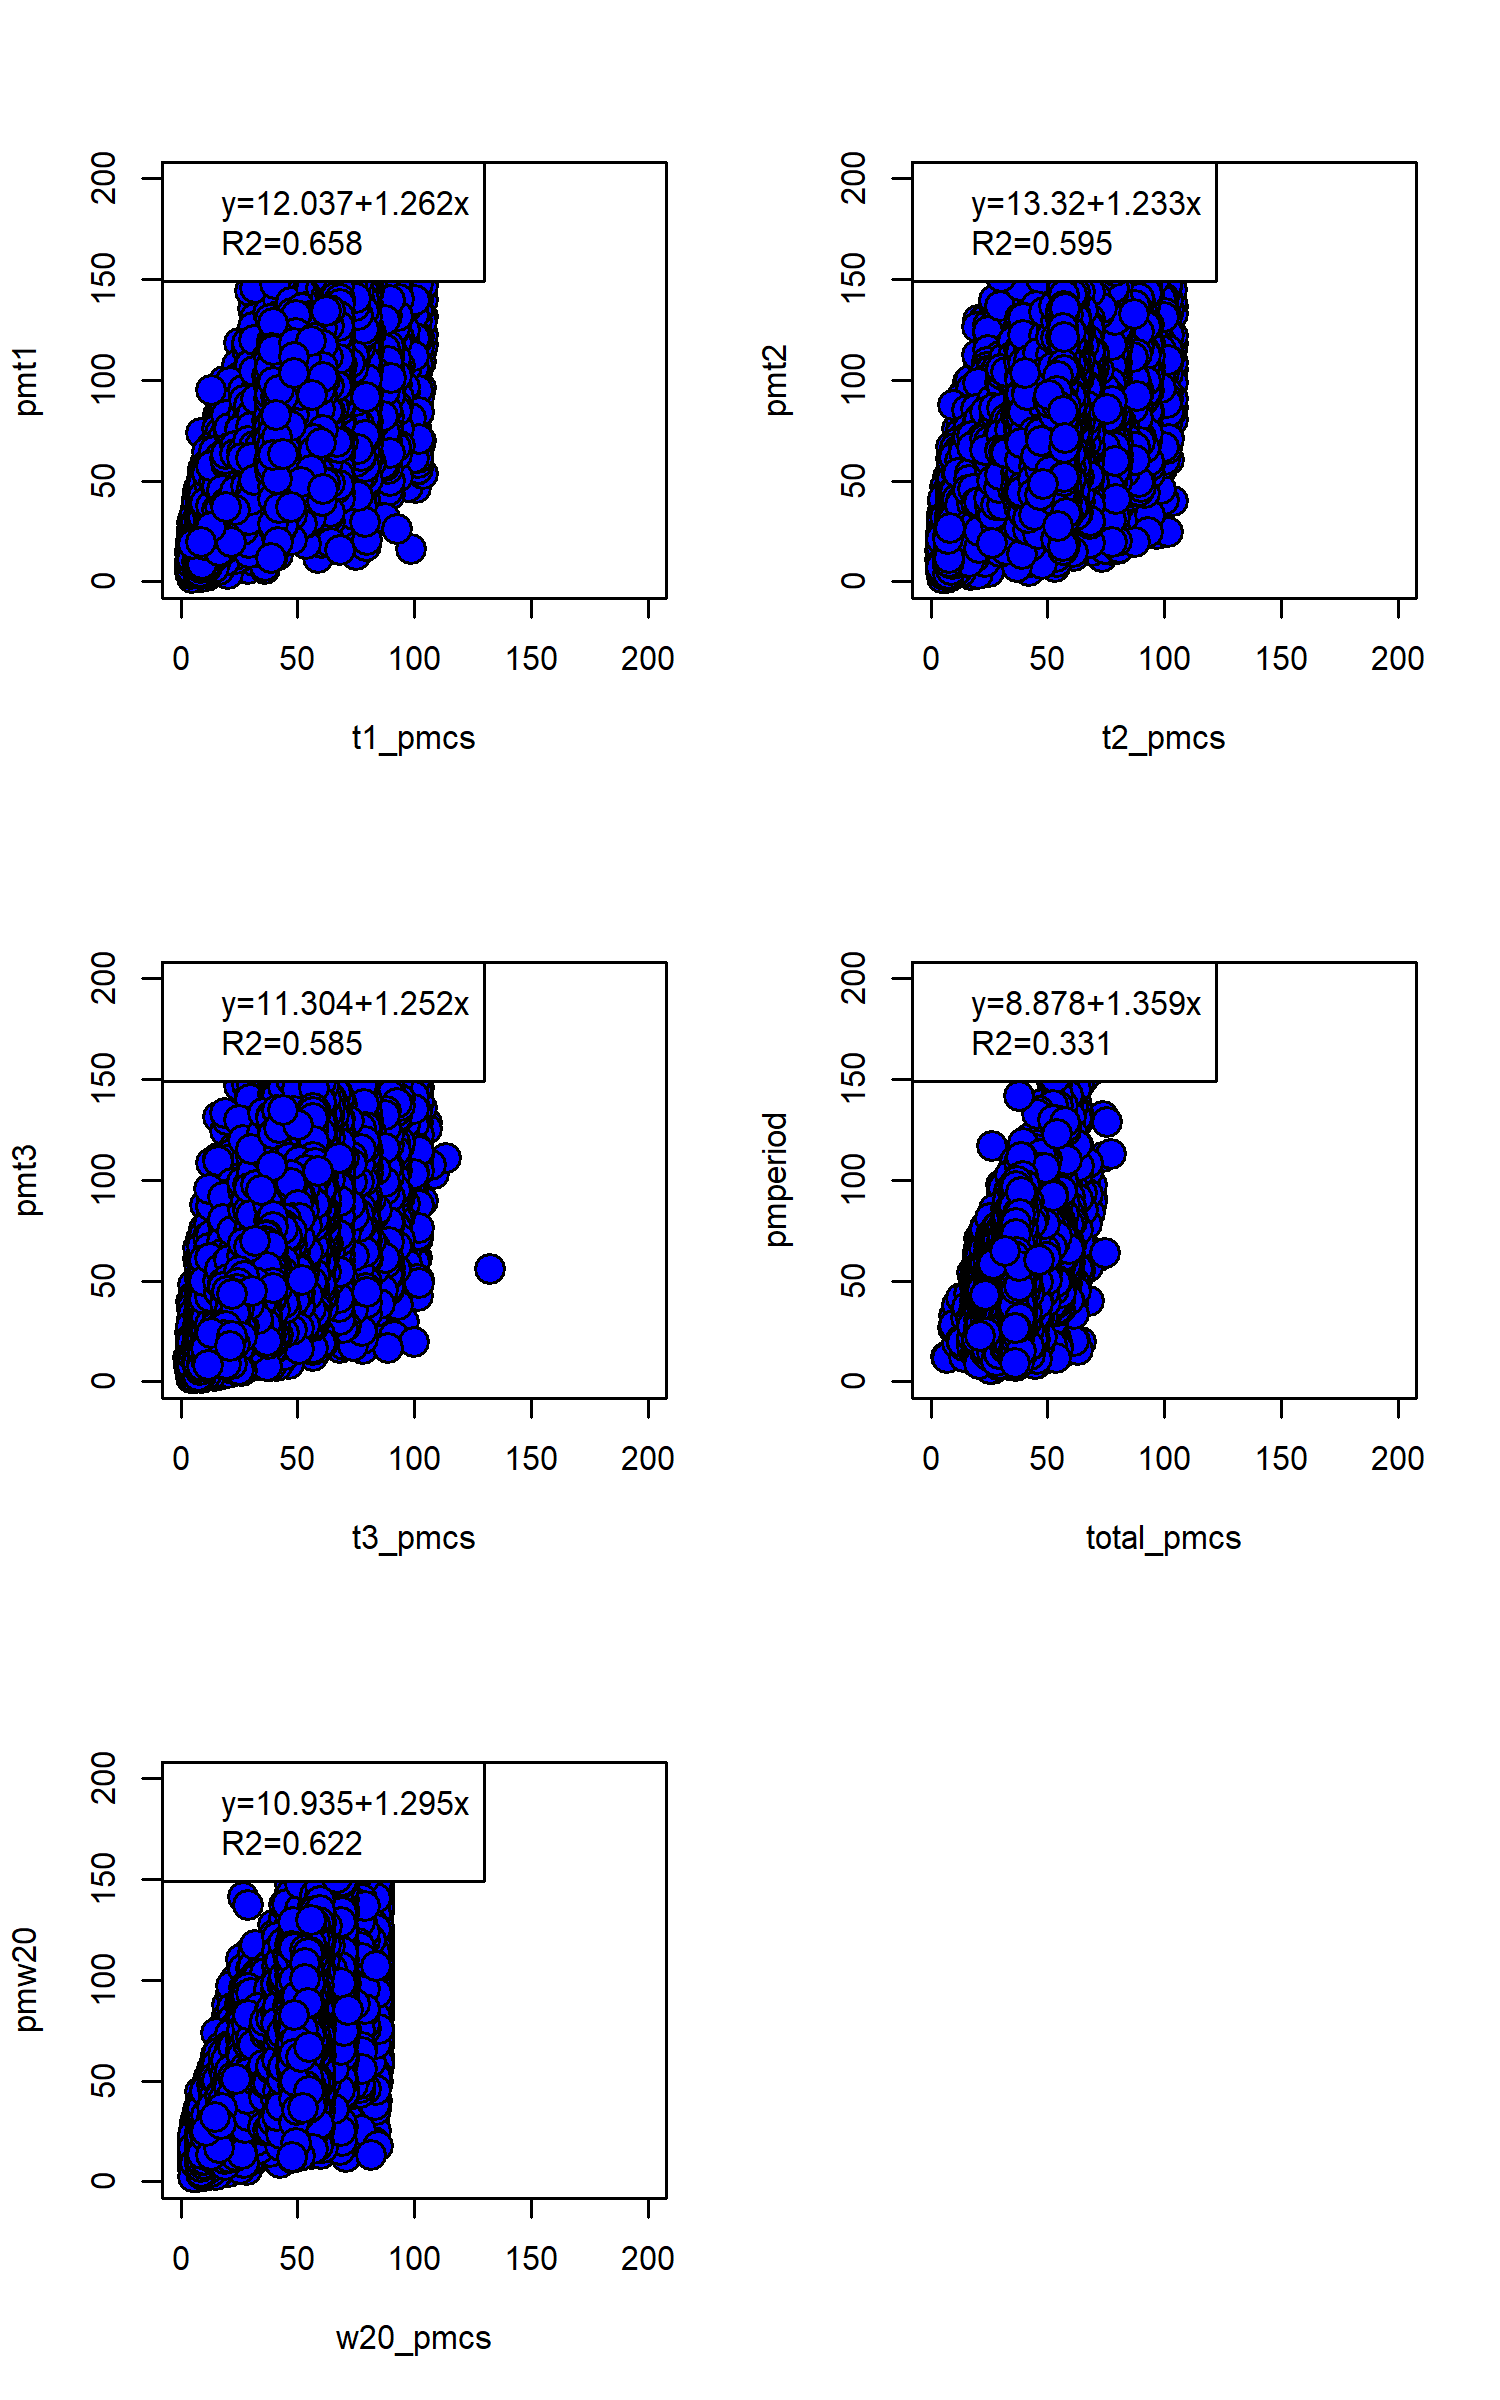 y=12.037+1.262x
R2=0.658
pmt1
0 50 100 150 200
0 50 100 150 200
t1_pmcs
y=13.32+1.233x
R2=0.595
pmt2
0 50 100 150 200
0 50 100 150 200
t2_pmcs
y=11.304+1.252x
R2=0.585
pmt3
0 50 100 150 200
0 50 100 150 200
t3_pmcs
y=8.878+1.359x
R2=0.331
pmperiod
0 50 100 150 200
0 50 100 150 200
total_pmcs
y=10.935+1.295x
R2=0.622
pmw20
0 50 100 150 200
0 50 100 150 200
w20_pmcs